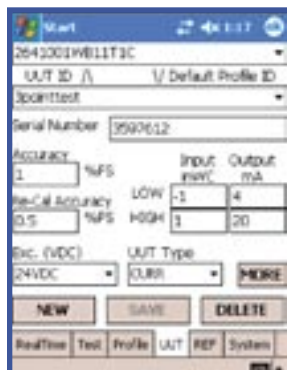 Start 1:17
2641001WB11T1C
UUT ID /\ \/ Default Profile ID
3pointtest
Serial Number 3597612
Accuracy
1 %FS
Input Output
inWC mA
LOW -1 4
Re-Cal Accuracy
0.5 %FS
HIGH 1 20
Exc. (VDC) UUT Type
24VDC CURR MORE
NEW SAVE DELETE
RealTime Test Profile UUT REF System